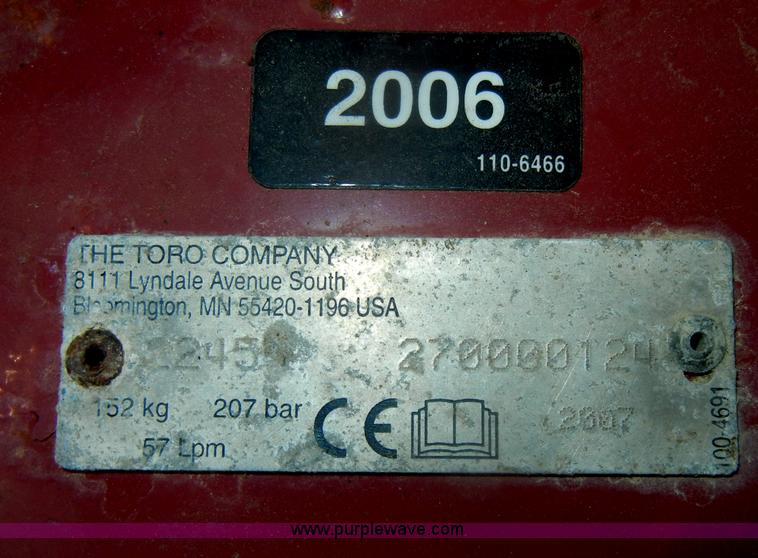 2006
110-6466
THE TORO COMPANY
8111 Lyndale Avenue South
Bloomington, MN 55420-1196 USA
270000124
152 kg 207 bar CE
57 Lpm
2007
100-4691
www.purplewave.com